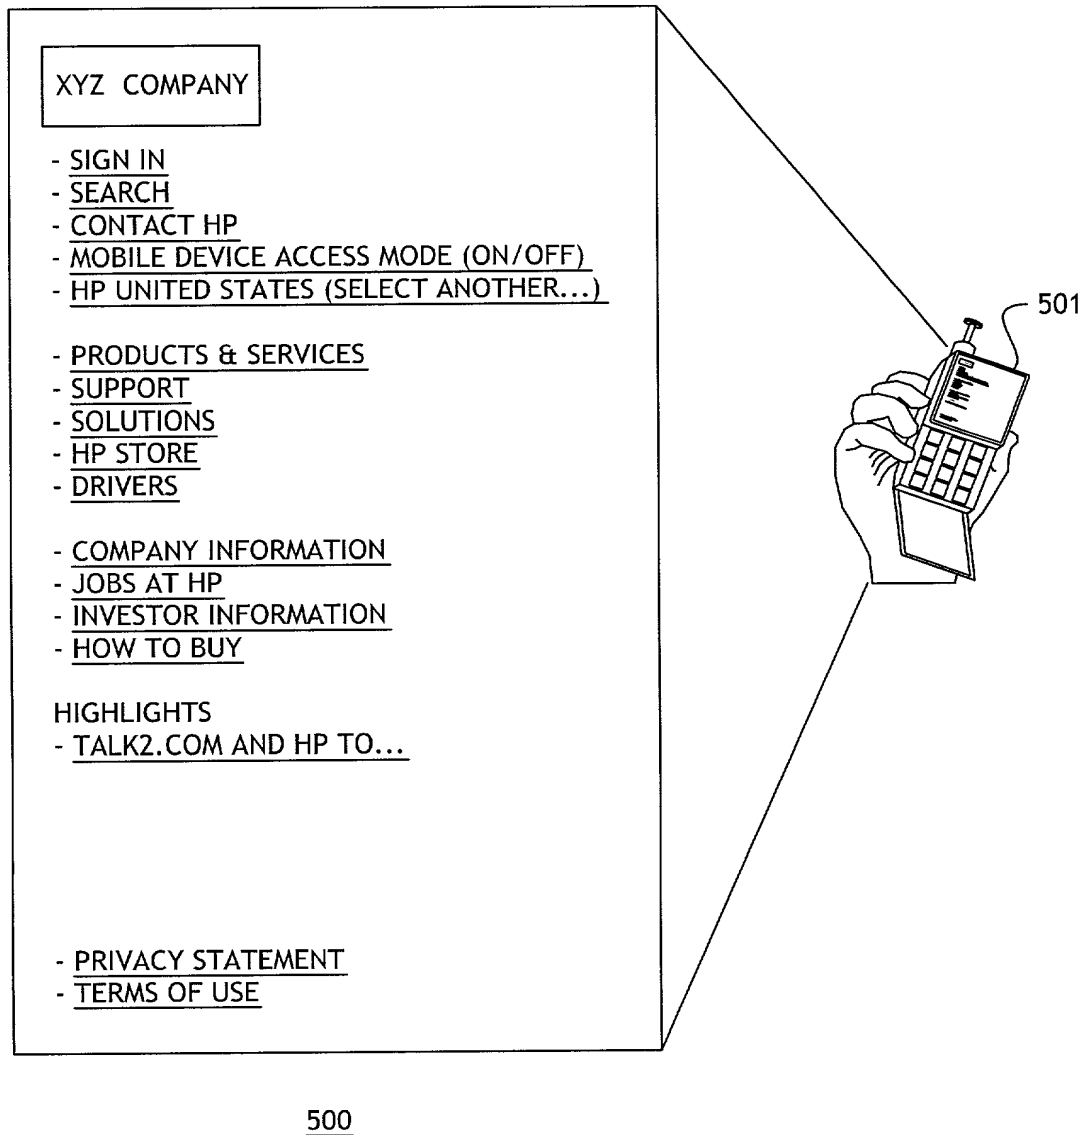 XYZ COMPANY
- SIGN IN
- SEARCH
- CONTACT HP
- MOBILE DEVICE ACCESS MODE (ON/OFF)
- HP UNITED STATES (SELECT ANOTHER...)
- PRODUCTS & SERVICES
- SUPPORT
- SOLUTIONS
- HP STORE
- DRIVERS
- COMPANY INFORMATION
- JOBS AT HP
- INVESTOR INFORMATION
- HOW TO BUY
HIGHLIGHTS
- TALK2.COM AND HP TO...
- PRIVACY STATEMENT
- TERMS OF USE
501
500